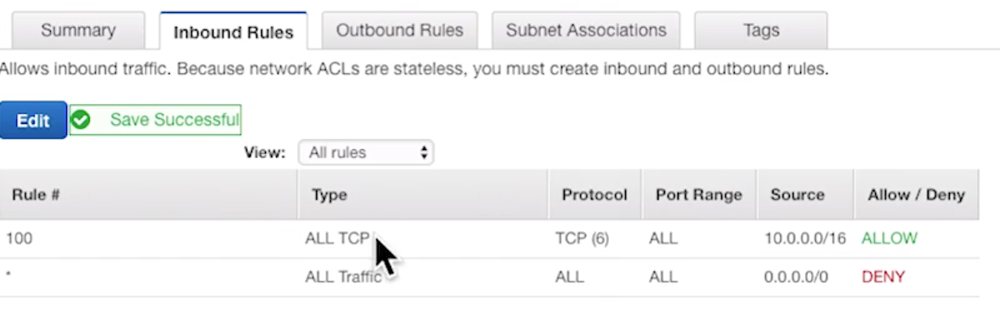 Summary Inbound Rules Outbound Rules Subnet Associations Tags
Allows inbound traffic. Because network ACLs are stateless, you must create inbound and outbound rules.
Edit Save Successful
View: All rules
Rule # Type Protocol Port Range Source Allow / Deny
100 ALL TCP TCP (6) ALL 10.0.0.0/16 ALLOW
* ALL Traffic ALL ALL 0.0.0.0/0 DENY